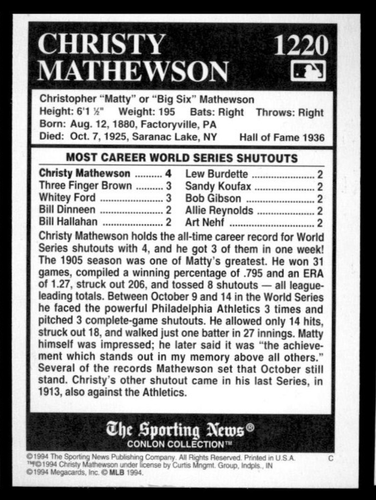 CHRISTY 1220
MATHEWSON
Christopher “Matty” or “Big Six” Mathewson
Height: 6'1 ½" Weight: 195 Bats: Right Throws: Right
Born: Aug. 12, 1880, Factoryville, PA
Died: Oct. 7, 1925, Saranac Lake, NY Hall of Fame 1936
MOST CAREER WORLD SERIES SHUTOUTS
Christy Mathewson .......... 4 Lew Burdette .................... 2
Three Finger Brown .......... 3 Sandy Koufax .................... 2
Whitey Ford ...................... 3 Bob Gibson ....................... 2
Bill Dinneen ...................... 2 Allie Reynolds ................... 2
Bill Hallahan ...................... 2 Art Nehf ............................ 2
Christy Mathewson holds the all-time career record for World
Series shutouts with 4, and he got 3 of them in one week!
The 1905 season was one of Matty's greatest. He won 31
games, compiled a winning percentage of .795 and an ERA
of 1.27, struck out 206, and tossed 8 shutouts — all league-
leading totals. Between October 9 and 14 in the World Series
he faced the powerful Philadelphia Athletics 3 times and
pitched 3 complete-game shutouts. He allowed only 14 hits,
struck out 18, and walked just one batter in 27 innings. Matty
himself was impressed; he later said it was “the achieve-
ment which stands out in my memory above all others.”
Several of the records Mathewson set that October still
stand. Christy's other shutout came in his last Series, in
1913, also against the Athletics.
The Sporting News®
CONLON COLLECTION™
©1994 The Sporting News Publishing Company. All Rights Reserved. Printed in U.S.A. C
™/©1994 Christy Mathewson under license by Curtis Mngmt. Group, Indpls., IN
©1994 Megacards, Inc. © MLB 1994.